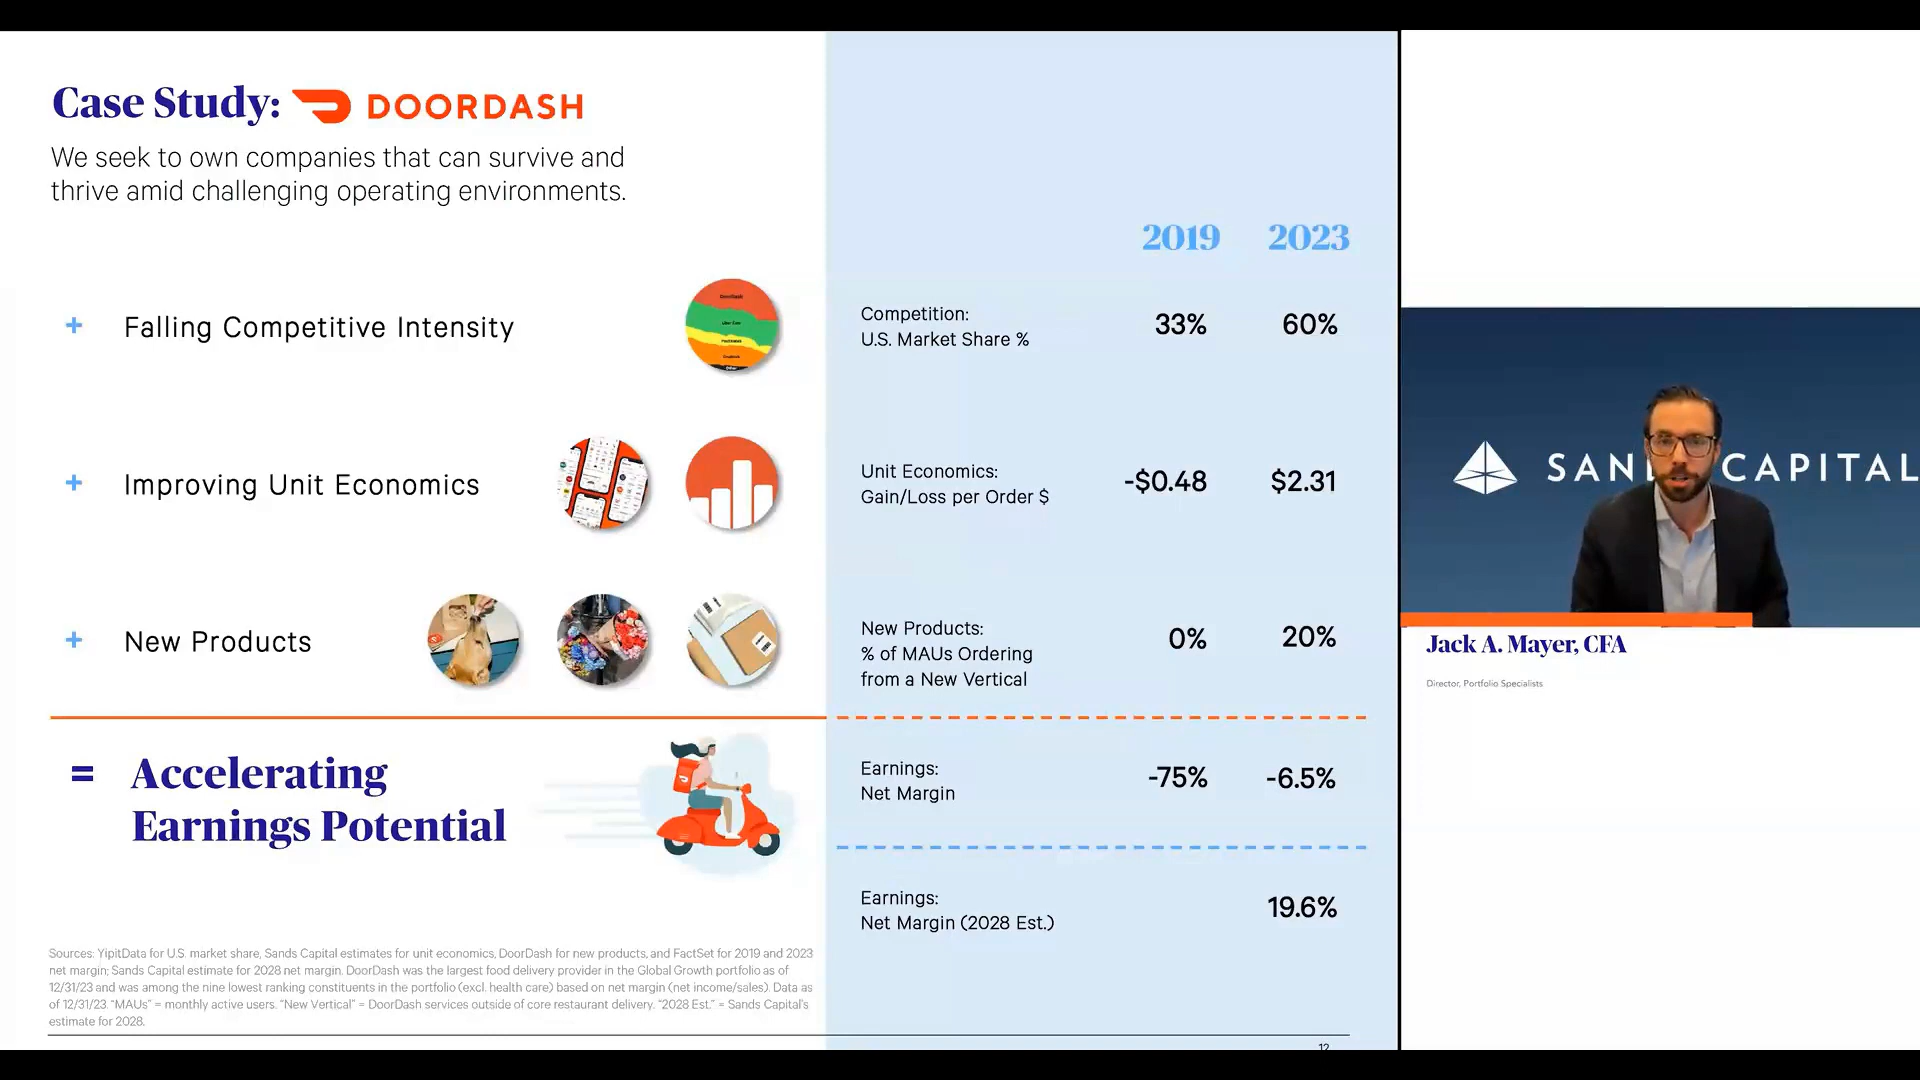 Case Study: DOORDASH
We seek to own companies that can survive and
thrive amid challenging operating environments.
2019 2023
+ Falling Competitive Intensity
DoorDash
Uber Eats
Postmates
Grubhub
Other
Competition:
U.S. Market Share %
33% 60%
+ Improving Unit Economics
Unit Economics:
Gain/Loss per Order $
-$0.48 $2.31
+ New Products
New Products:
% of MAUs Ordering
from a New Vertical
0% 20%
= Accelerating
Earnings Potential
Earnings:
Net Margin
-75% -6.5%
Earnings:
Net Margin (2028 Est.)
19.6%
Sources: YipitData for U.S. market share, Sands Capital estimates for unit economics, DoorDash for new products, and FactSet for 2019 and 2023
net margin; Sands Capital estimate for 2028 net margin. DoorDash was the largest food delivery provider in the Global Growth portfolio as of
12/31/23 and was among the nine lowest ranking constituents in the portfolio (excl. health care) based on net margin (net income/sales). Data as
of 12/31/23. "MAUs" = monthly active users. "New Vertical" = DoorDash services outside of core restaurant delivery. "2028 Est." = Sands Capital's
estimate for 2028.
12
CAPITAL
Jack A. Mayer, CFA
Director, Portfolio Specialists